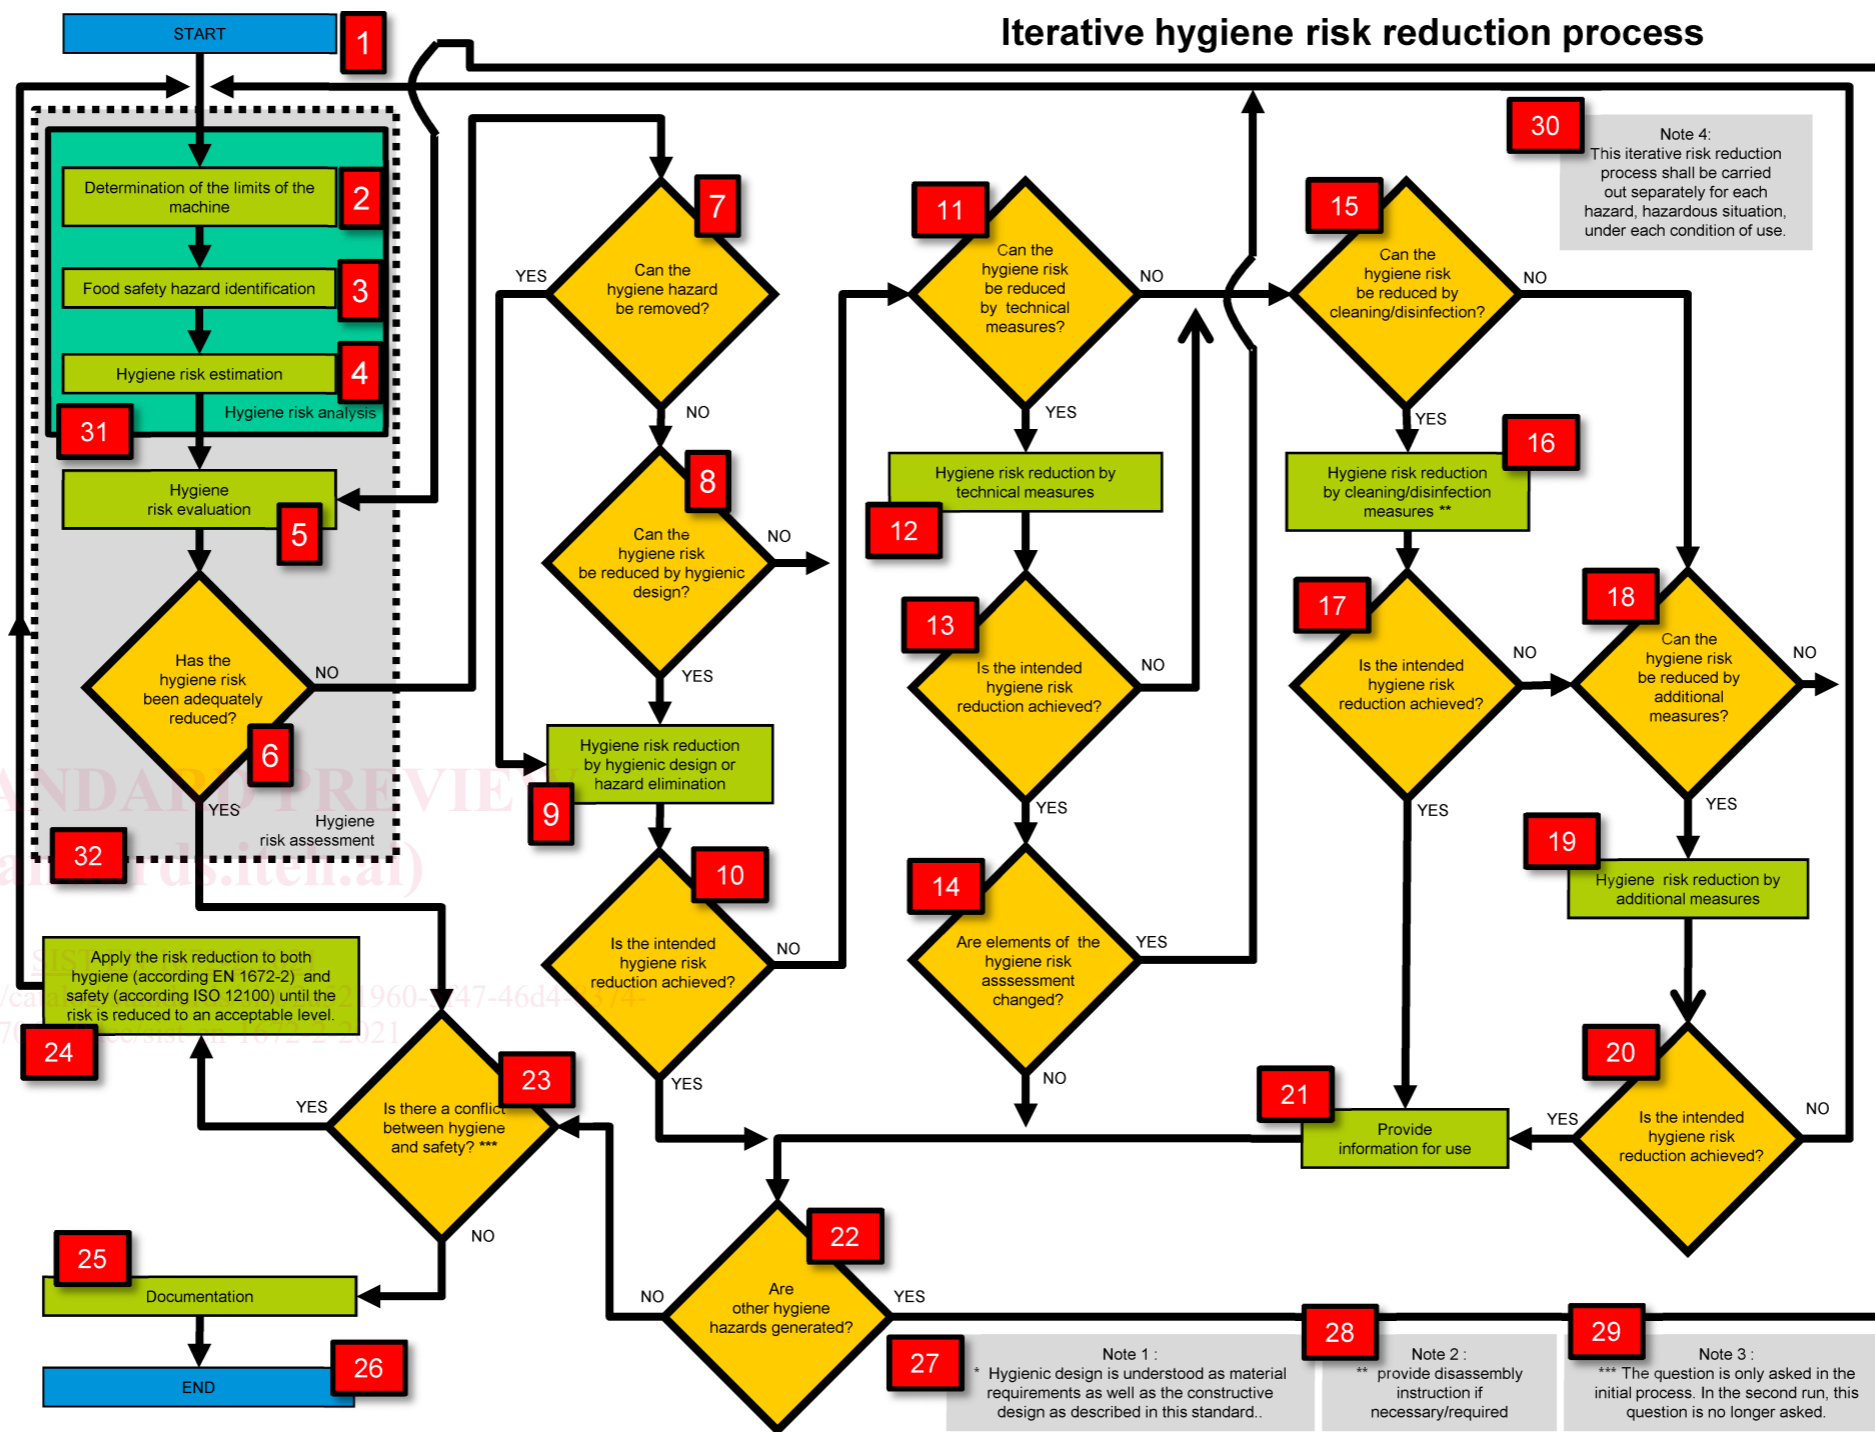 Iterative hygiene risk reduction process
START
1
30
Note 4:
This iterative risk reduction
process shall be carried
out separately for each
hazard, hazardous situation,
under each condition of use.
Determination of the limits of the
machine
2
Food safety hazard identification
3
Hygiene risk estimation
4
Hygiene risk analysis
31
Hygiene
risk evaluation
5
Has the
hygiene risk
been adequately
reduced?
6
NO
YES
Hygiene
risk assessment
32
7
Can the
hygiene hazard
be removed?
YES
NO
8
Can the
hygiene risk
be reduced by hygienic
design?
NO
YES
Hygiene risk reduction
by hygienic design or
hazard elimination
9
10
Is the intended
hygiene risk
reduction achieved?
NO
YES
11
Can the
hygiene risk
be reduced
by technical
measures?
NO
YES
Hygiene risk reduction by
technical measures
12
13
Is the intended
hygiene risk
reduction achieved?
NO
YES
14
Are elements of the
hygiene risk
asssessment
changed?
YES
NO
15
Can the
hygiene risk
be reduced by
cleaning/disinfection?
NO
YES
16
Hygiene risk reduction
by cleaning/disinfection
measures **
17
Is the intended
hygiene risk
reduction achieved?
NO
YES
18
Can the
hygiene risk
be reduced by
additional
measures?
NO
YES
19
Hygiene risk reduction by
additional measures
20
Is the intended
hygiene risk
reduction achieved?
NO
YES
21
Provide
information for use
22
Are
other hygiene
hazards generated?
NO
YES
23
Is there a conflict
between hygiene
and safety? ***
YES
NO
Apply the risk reduction to both
hygiene (according EN 1672-2) and
safety (according ISO 12100) until the
risk is reduced to an acceptable level.
24
25
Documentation
END
26
27
Note 1 :
* Hygienic design is understood as material
requirements as well as the constructive
design as described in this standard..
28
Note 2 :
** provide disassembly
instruction if
necessary/required
29
Note 3 :
*** The question is only asked in the
initial process. In the second run, this
question is no longer asked.
PREVIE